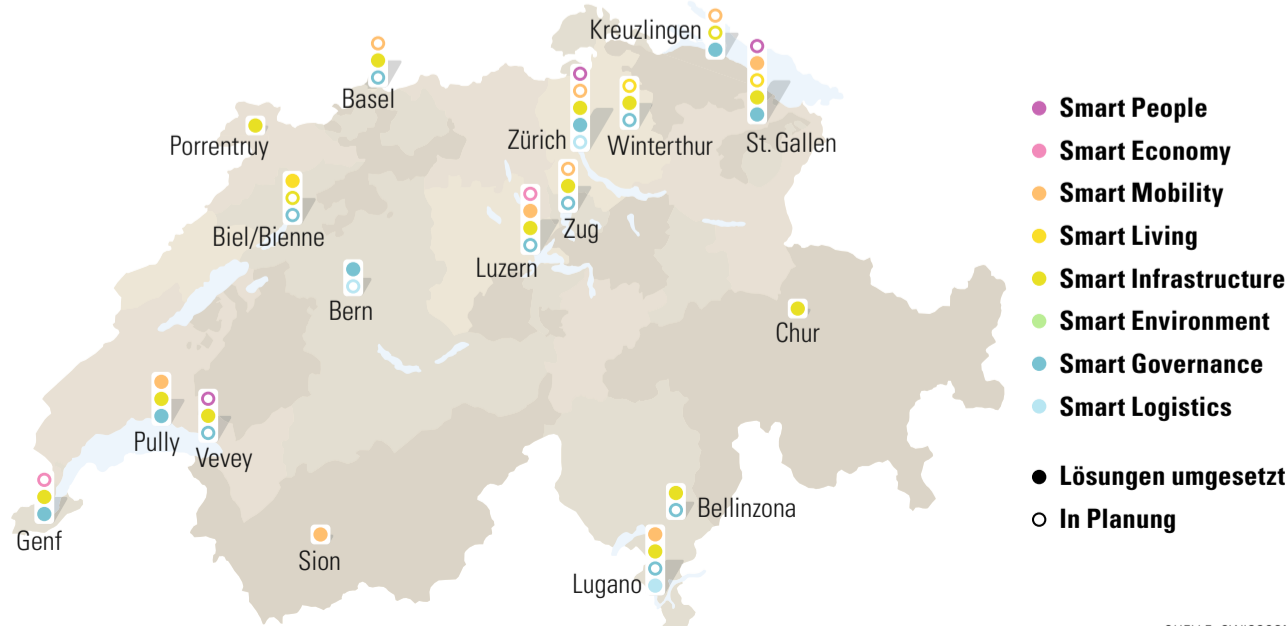 Kreuzlingen
Basel
Porrentruy
Zürich
Winterthur
St. Gallen
Biel/Bienne
Zug
Luzern
Bern
Chur
Pully
Vevey
Genf
Sion
Bellinzona
Lugano
Smart People
Smart Economy
Smart Mobility
Smart Living
Smart Infrastructure
Smart Environment
Smart Governance
Smart Logistics
Lösungen umgesetzt
In Planung